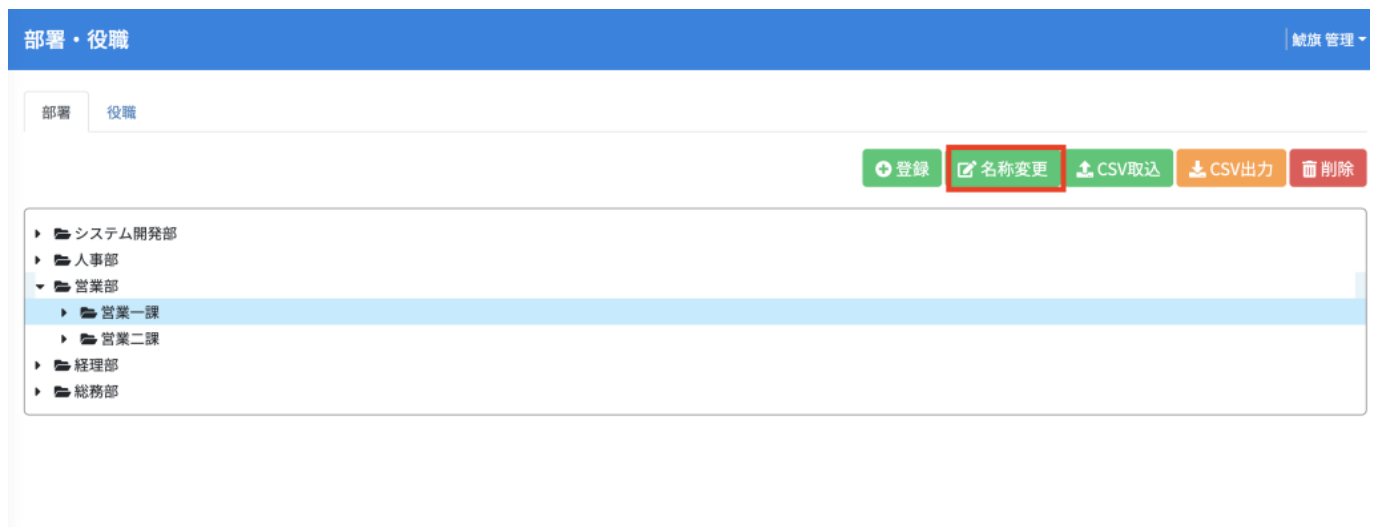 部署・役職
鯱旗 管理
部署 役職
登録 名称変更 CSV取込 CSV出力 削除
システム開発部
人事部
営業部
営業一課
営業二課
経理部
総務部